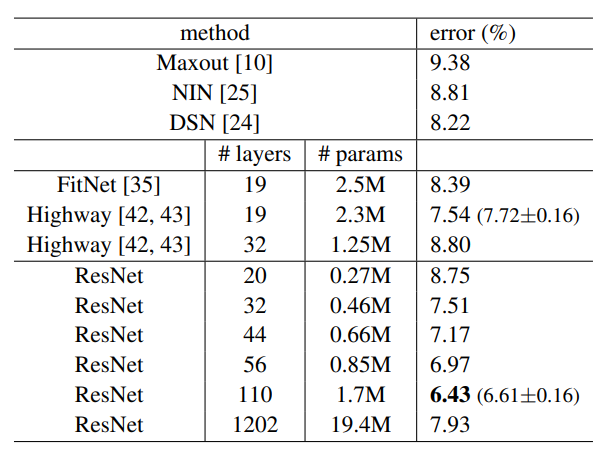 method error (%)
Maxout [10] 9.38
NIN [25] 8.81
DSN [24] 8.22
# layers # params
FitNet [35] 19 2.5M 8.39
Highway [42, 43] 19 2.3M 7.54 (7.72±0.16)
Highway [42, 43] 32 1.25M 8.80
ResNet 20 0.27M 8.75
ResNet 32 0.46M 7.51
ResNet 44 0.66M 7.17
ResNet 56 0.85M 6.97
ResNet 110 1.7M 6.43 (6.61±0.16)
ResNet 1202 19.4M 7.93